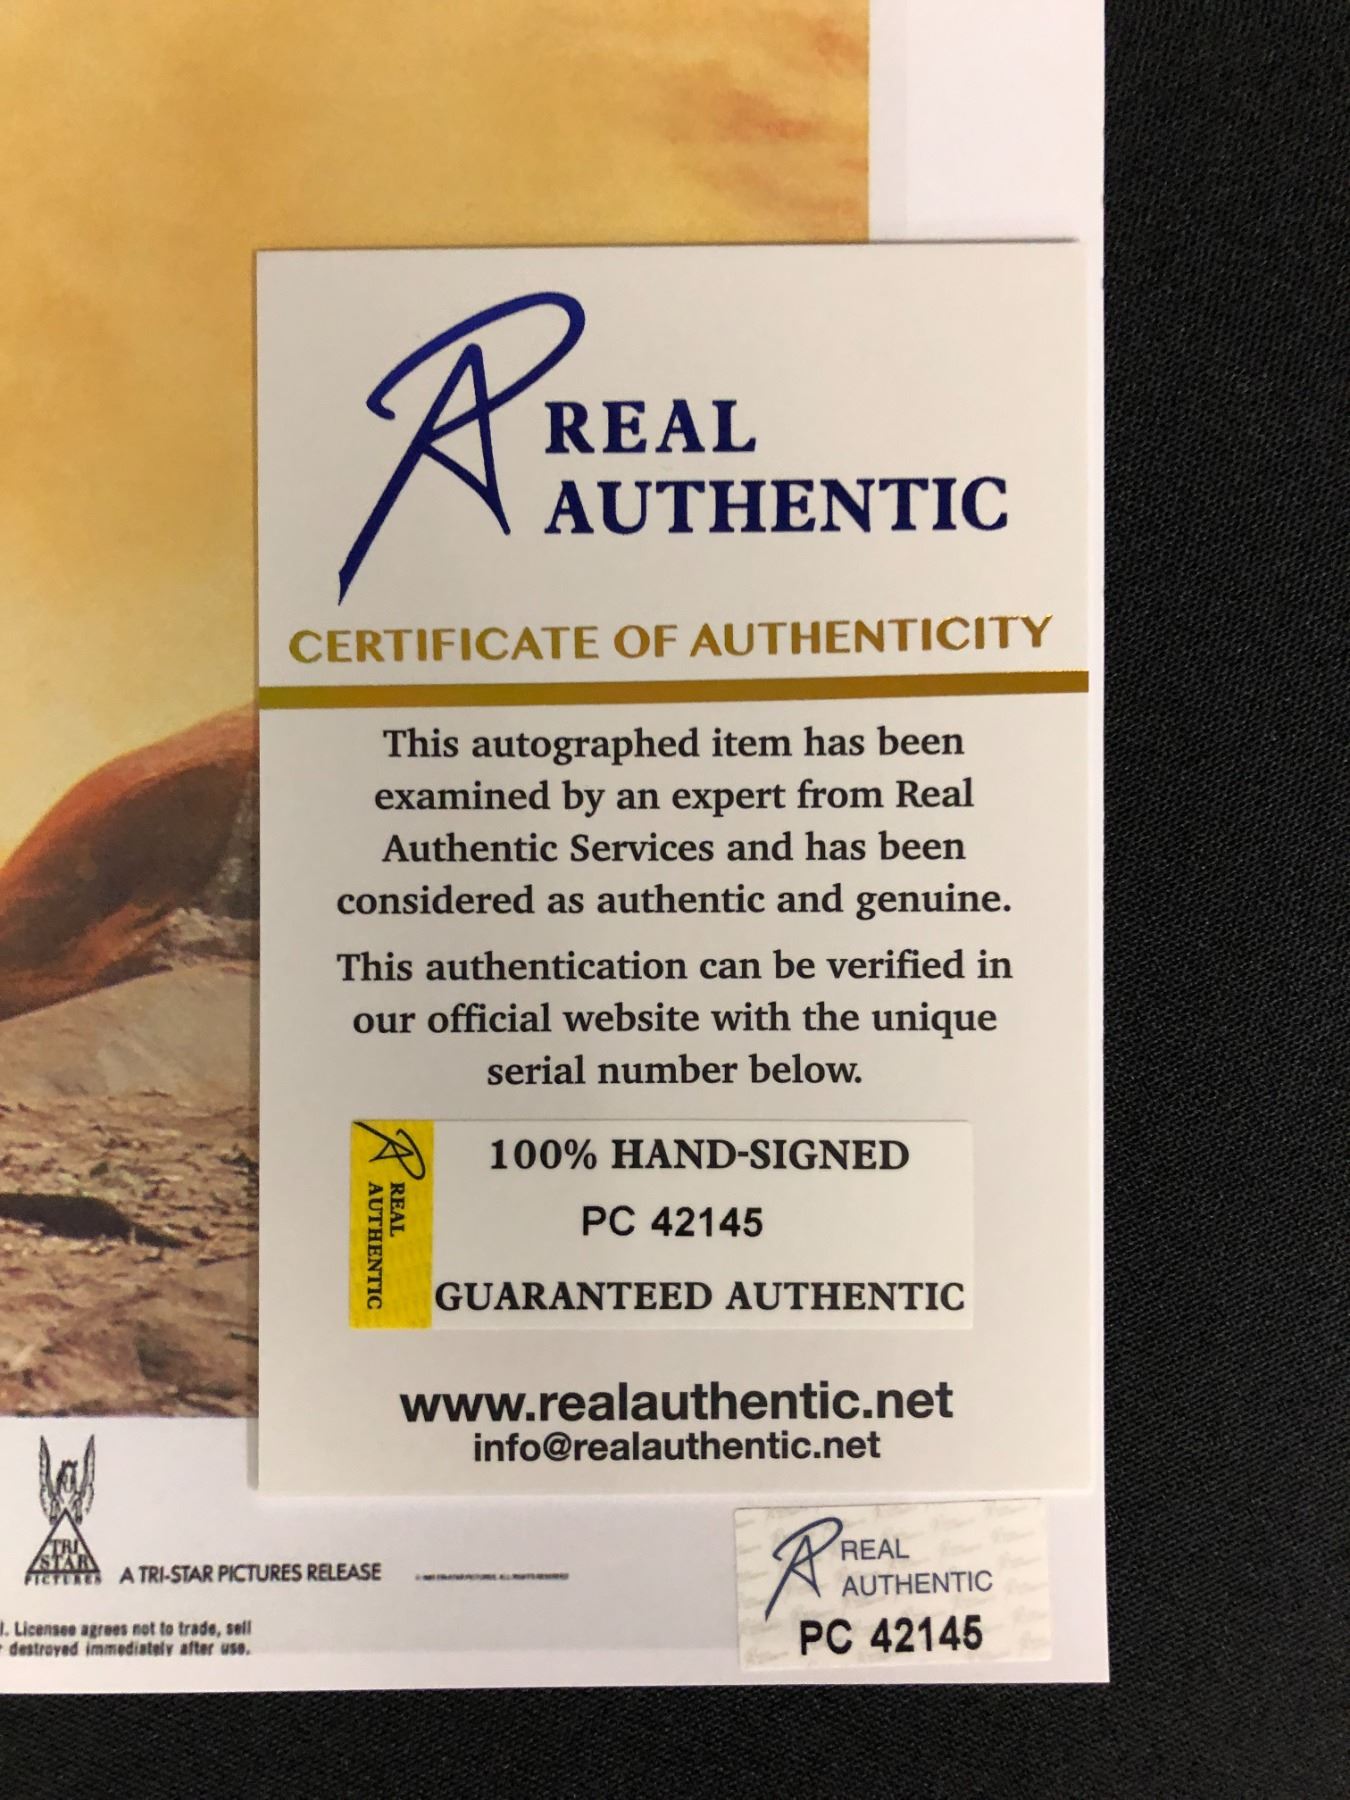 REAL
AUTHENTIC
CERTIFICATE OF AUTHENTICITY
This autographed item has been
examined by an expert from Real
Authentic Services and has been
considered as authentic and genuine.
This authentication can be verified in
our official website with the unique
serial number below.
REAL
AUTHENTIC
100% HAND-SIGNED
PC 42145
GUARANTEED AUTHENTIC
www.realauthentic.net
info@realauthentic.net
TRI
STAR
PICTURES
A TRI-STAR PICTURES RELEASE
. Licensee agrees not to trade, sell
destroyed immediately after use.
REAL
AUTHENTIC
PC 42145